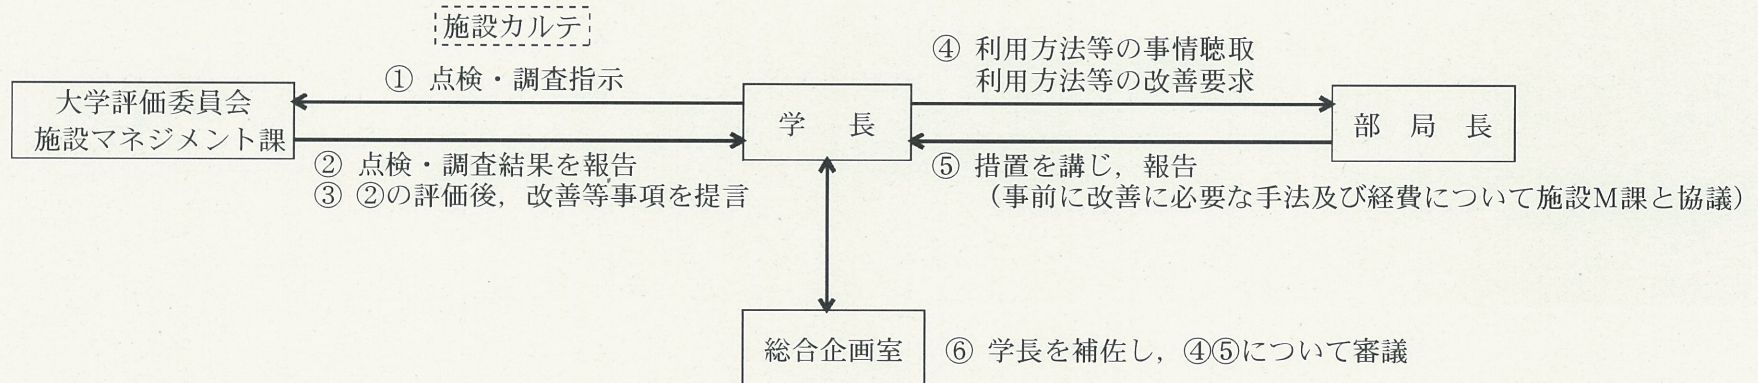 施設カルテ
① 点検・調査指示
大学評価委員会
施設マネジメント課
② 点検・調査結果を報告
③ ②の評価後，改善等事項を提言
学　長
④ 利用方法等の事情聴取
利用方法等の改善要求
部　局　長
⑤ 措置を講じ，報告
（事前に改善に必要な手法及び経費について施設M課と協議）
総合企画室
⑥ 学長を補佐し，④⑤について審議